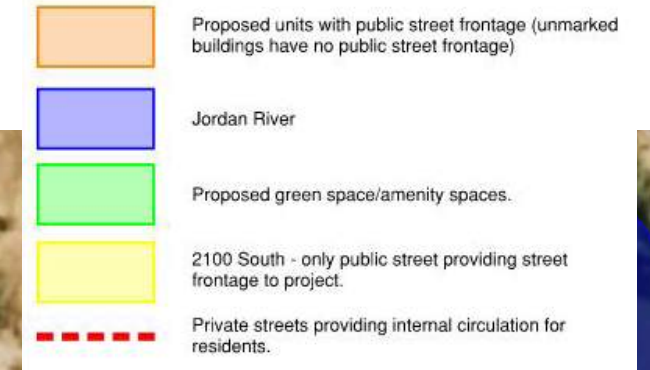 Proposed units with public street frontage (unmarked
buildings have no public street frontage)
Jordan River
Proposed green space/amenity spaces.
2100 South - only public street providing street
frontage to project.
Private streets providing internal circulation for
residents.